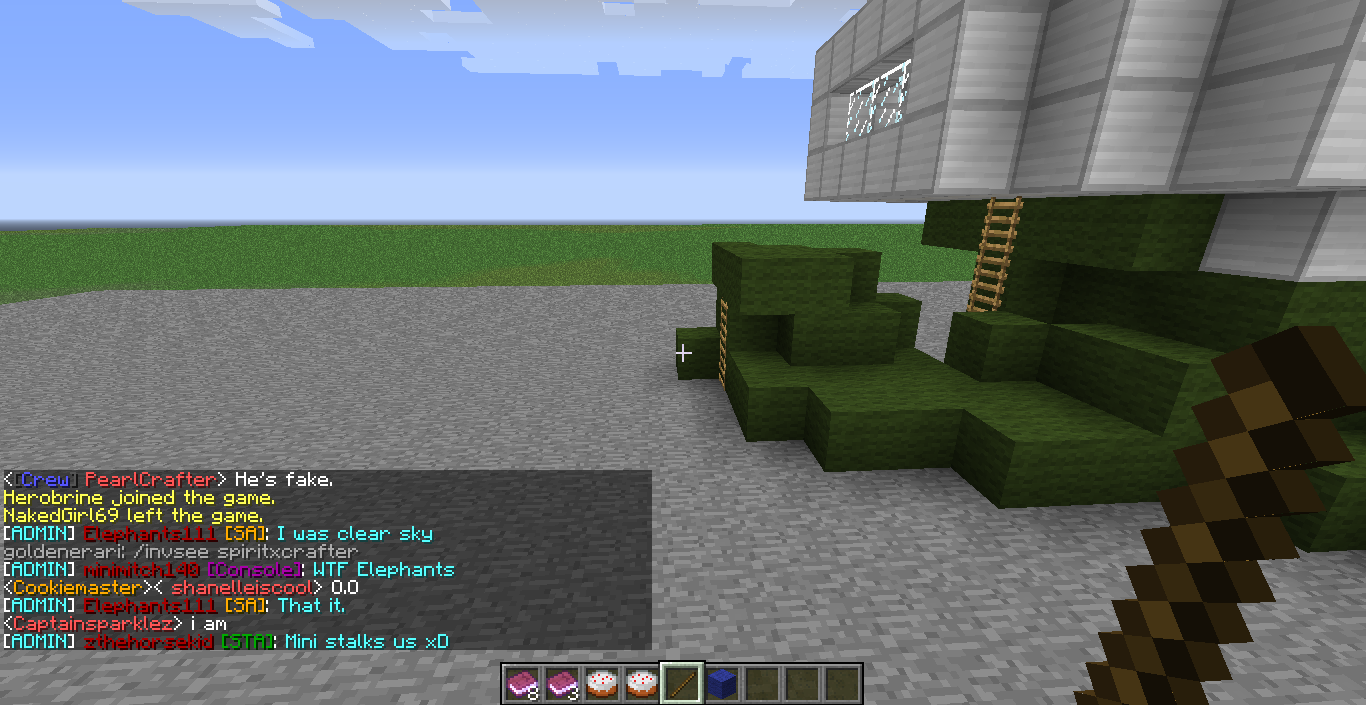 <[Crew] PearlCrafter> He's fake.
Herobrine joined the game.
NakedGirl69 left the game.
[ADMIN] Elephants111 [SA]: I was clear sky
goldenerari: /invsee spiritxcrafter
[ADMIN] minimitch140 [Console]: WTF Elephants
<Cookiemaster>< shanelleiscool> 0.0
[ADMIN] Elephants111 [SA]: That it.
<Captainsparklez> i am
[ADMIN] zthehorsekid [STA]: Mini stalks us xD
8 3